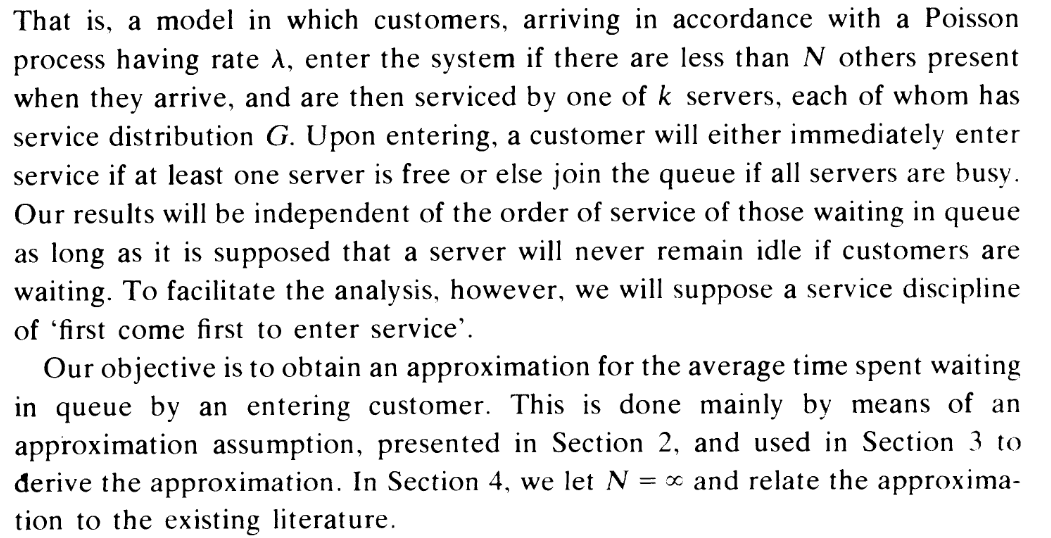 That is, a model in which customers, arriving in accordance with a Poisson
process having rate λ, enter the system if there are less than N others present
when they arrive, and are then serviced by one of k servers, each of whom has
service distribution G. Upon entering, a customer will either immediately enter
service if at least one server is free or else join the queue if all servers are busy.
Our results will be independent of the order of service of those waiting in queue
as long as it is supposed that a server will never remain idle if customers are
waiting. To facilitate the analysis, however, we will suppose a service discipline
of ‘first come first to enter service’.
Our objective is to obtain an approximation for the average time spent waiting
in queue by an entering customer. This is done mainly by means of an
approximation assumption, presented in Section 2, and used in Section 3 to
derive the approximation. In Section 4, we let N = ∞ and relate the approxima-
tion to the existing literature.